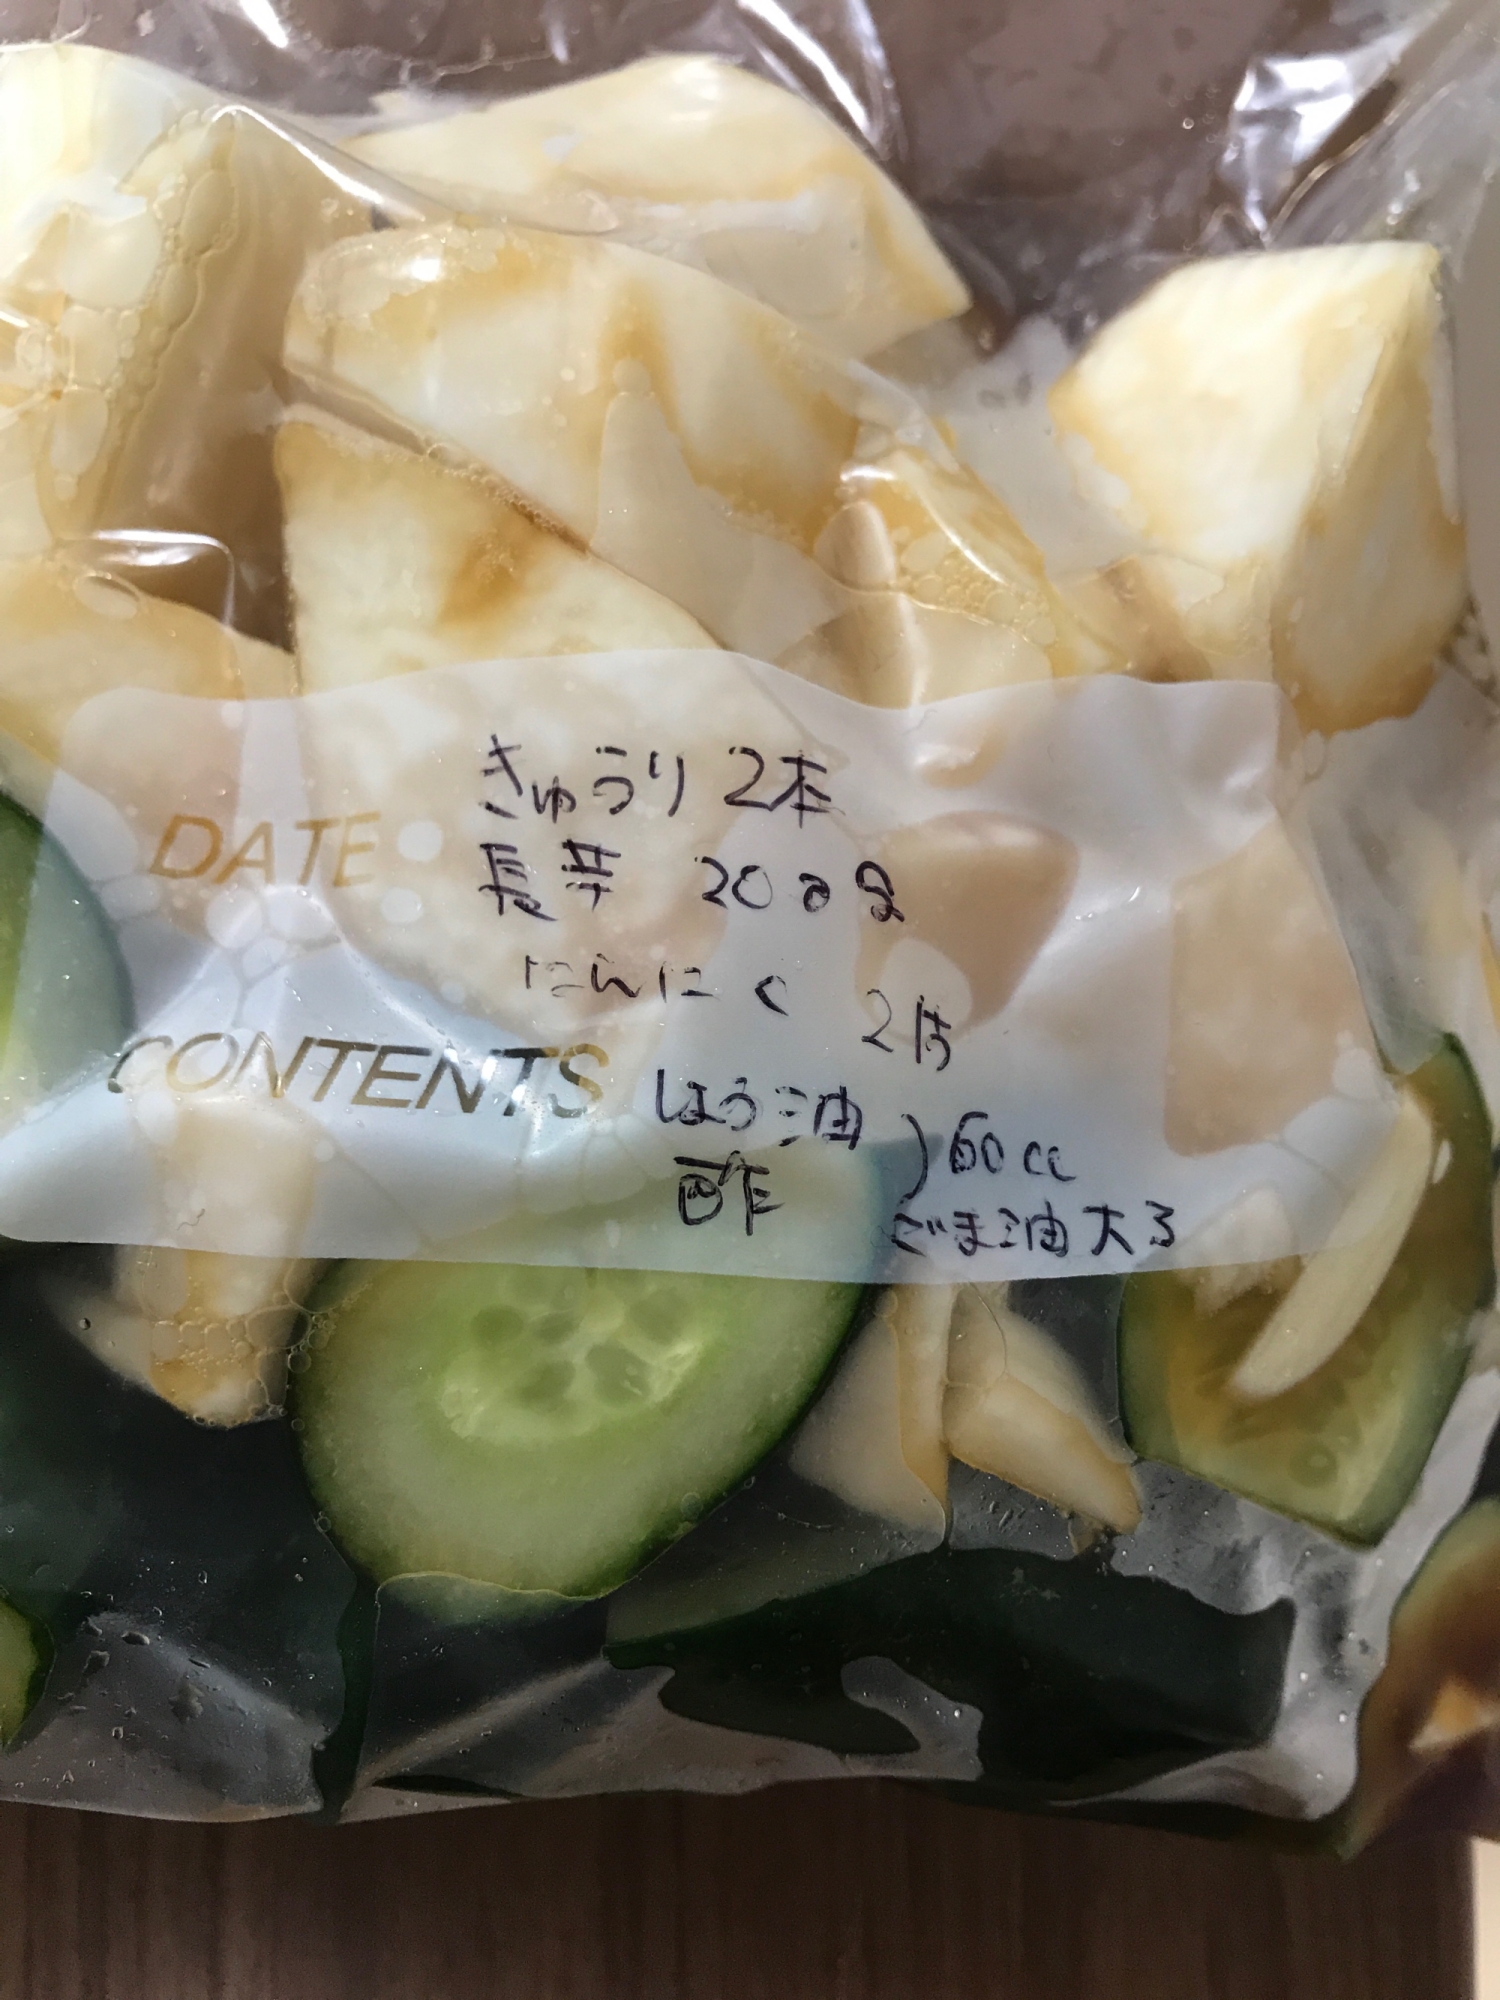 きゅうり 2本
DATE
長芋 200g
にんにく 2片
CONTENTS
しょう油
酢 )60cc
ごま油大3